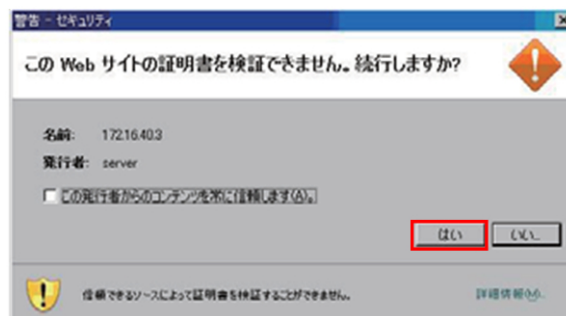 警告 - セキュリティ
この Web サイトの証明書を検証できません。続行しますか?
名前: 172.16.40.3
発行者: server
この発行者からのコンテンツを常に信頼します(A)。
はい いい...
信頼できるソースによって証明書を検証することができません。
詳細情報(M)...